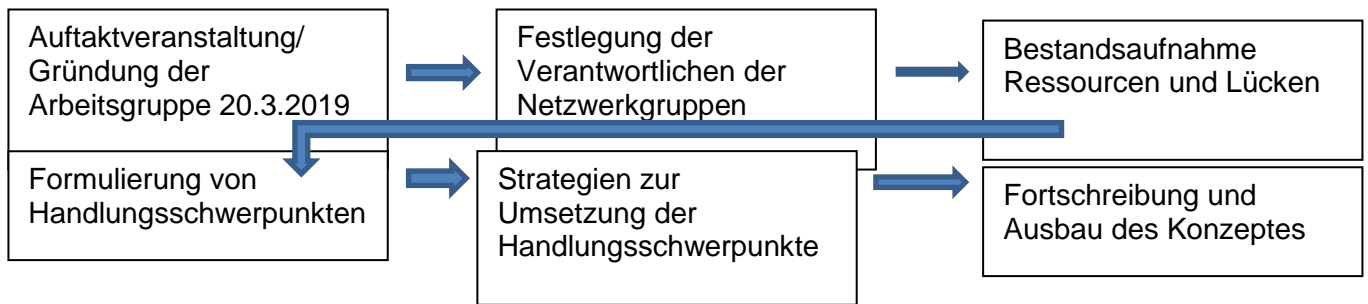 Auftaktveranstaltung/
Gründung der
Arbeitsgruppe 20.3.2019
Festlegung der
Verantwortlichen der
Netzwerkgruppen
Bestandsaufnahme
Ressourcen und Lücken
Formulierung von
Handlungsschwerpunkten
Strategien zur
Umsetzung der
Handlungsschwerpunkte
Fortschreibung und
Ausbau des Konzeptes